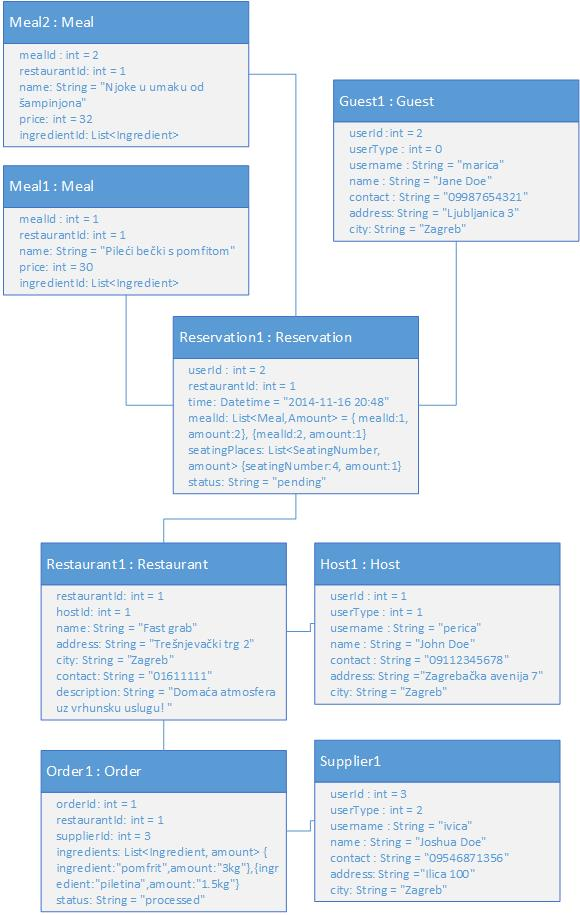 Meal2 : Meal
mealId : int = 2
restaurantId: int = 1
name: String = "Njoke u umaku od
šampinjona"
price: int = 32
ingredientId: List<Ingredient>
Guest1 : Guest
userId :int = 2
userType : int = 0
username : String = "marica"
name : String = "Jane Doe"
contact : String = "09987654321"
address: String = "Ljubljanica 3"
city: String = "Zagreb"
Meal1 : Meal
mealId : int = 1
restaurantId: int = 1
name: String = "Pileći bečki s pomfitom"
price: int = 30
ingredientId: List<Ingredient>
Reservation1 : Reservation
userId : int = 2
restaurantId: int = 1
time: Datetime = "2014-11-16 20:48"
mealId: List<Meal,Amount> = { mealId:1,
amount:2}, {mealId:2, amount:1}
seatingPlaces: List<SeatingNumber,
amount> {seatingNumber:4, amount:1}
status: String = "pending"
Restaurant1 : Restaurant
restaurantId: int = 1
hostId: int = 1
name: String = "Fast grab"
address: String = "Trešnjevački trg 2"
city: String = "Zagreb"
contact: String = "01611111"
description: String = "Domaća atmosfera
uz vrhunsku uslugu! "
Host1 : Host
userId : int = 1
userType : int = 1
username : String = "perica"
name : String = "John Doe"
contact : String = "09112345678"
address: String ="Zagrebačka avenija 7"
city: String = "Zagreb"
Order1 : Order
orderId: int = 1
restaurantId: int = 1
supplierId: int = 3
ingredients: List<Ingredient, amount> {
ingredient:"pomfrit",amount:"3kg"},{ingr
edient:"piletina",amount:"1.5kg"}
status: String = "processed"
Supplier1
userId : int = 3
userType : int = 2
username : String = "ivica"
name : String = "Joshua Doe"
contact : String = "09546871356"
address: String ="Ilica 100"
city: String = "Zagreb"